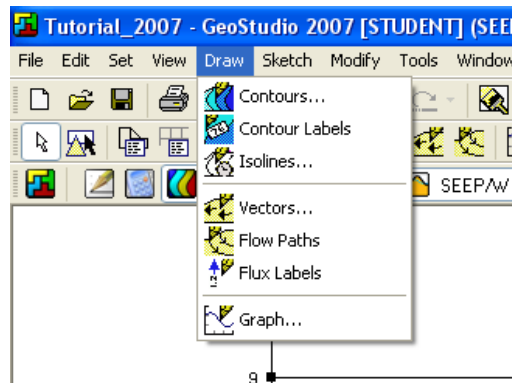 Tutorial_2007 - GeoStudio 2007 [STUDENT] (SEE
File Edit Set View Draw Sketch Modify Tools Window
Contours...
Contour Labels
Isolines...
SEEP/W
Vectors...
Flow Paths
Flux Labels
Graph...
9